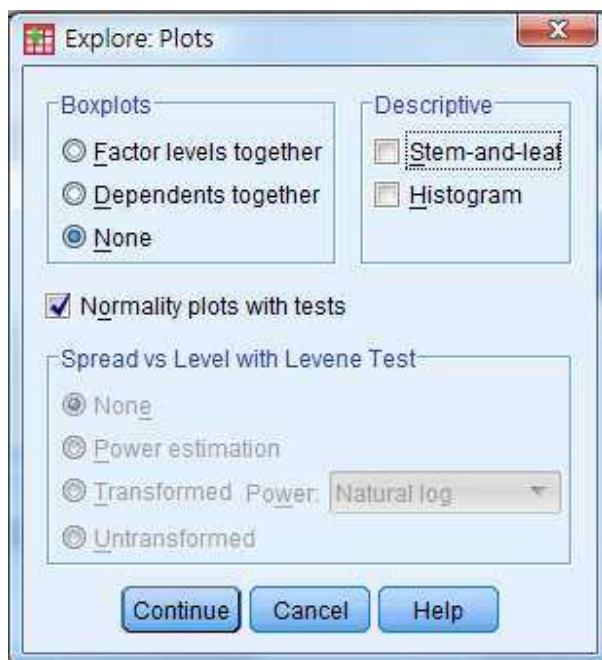 Explore: Plots
Boxplots
Factor levels together
Dependents together
None
Descriptive
Stem-and-leaf
Histogram
Normality plots with tests
Spread vs Level with Levene Test
None
Power estimation
Transformed Power: Natural log
Untransformed
Continue Cancel Help